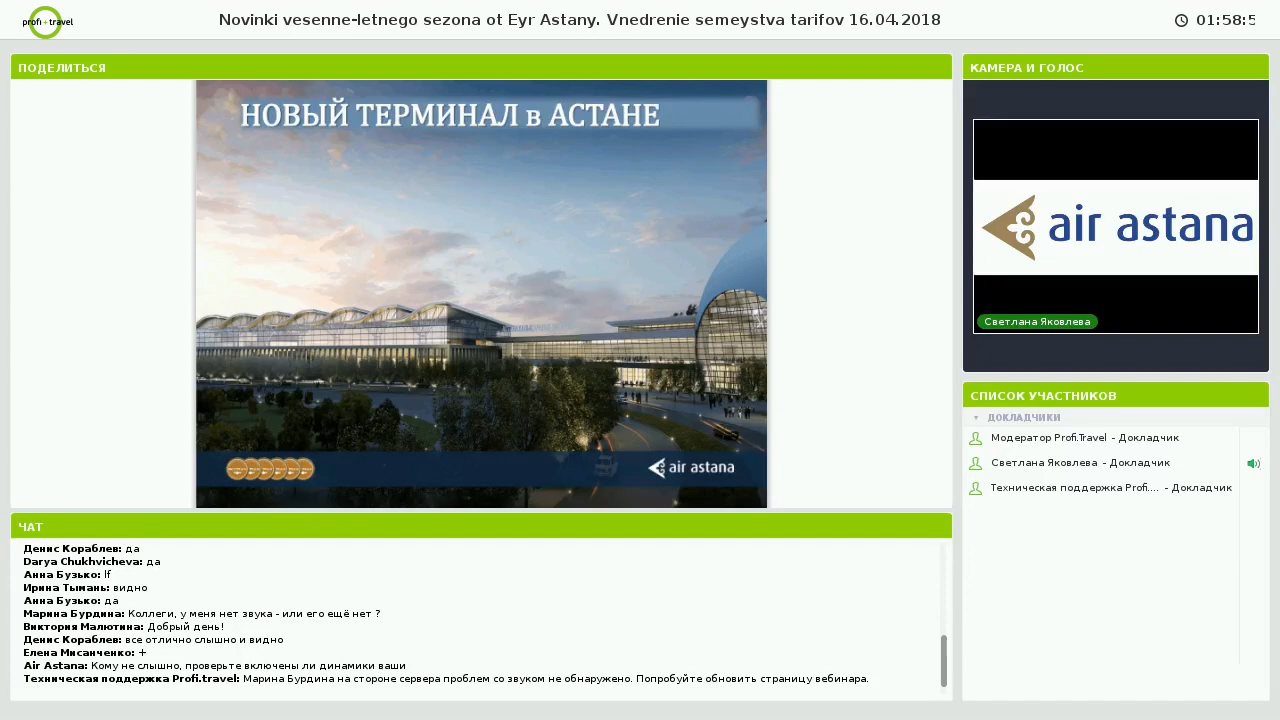 profi+travel
Novinki vesenne-letnego sezona ot Eyr Astany. Vnedrenie semeystva tarifov 16.04.2018
01:58:5
ПОДЕЛИТЬСЯ
НОВЫЙ ТЕРМИНАЛ в АСТАНЕ
air astana
КАМЕРА И ГОЛОС
air astana
Светлана Яковлева
СПИСОК УЧАСТНИКОВ
ДОКЛАДЧИКИ
Модератор Profi.Travel - Докладчик
Светлана Яковлева - Докладчик
Техническая поддержка Profi.... - Докладчик
ЧАТ
Денис Кораблев: да
Darya Chukhvicheva: да
Анна Бузько: lf
Ирина Тымань: видно
Анна Бузько: да
Марина Бурдина: Коллеги, у меня нет звука - или его ещё нет ?
Виктория Малютина: Добрый день!
Денис Кораблев: все отлично слышно и видно
Елена Мисанченко: +
Air Astana: Кому не слышно, проверьте включены ли динамики ваши
Техническая поддержка Profi.travel: Марина Бурдина на стороне сервера проблем со звуком не обнаружено. Попробуйте обновить страницу вебинара.